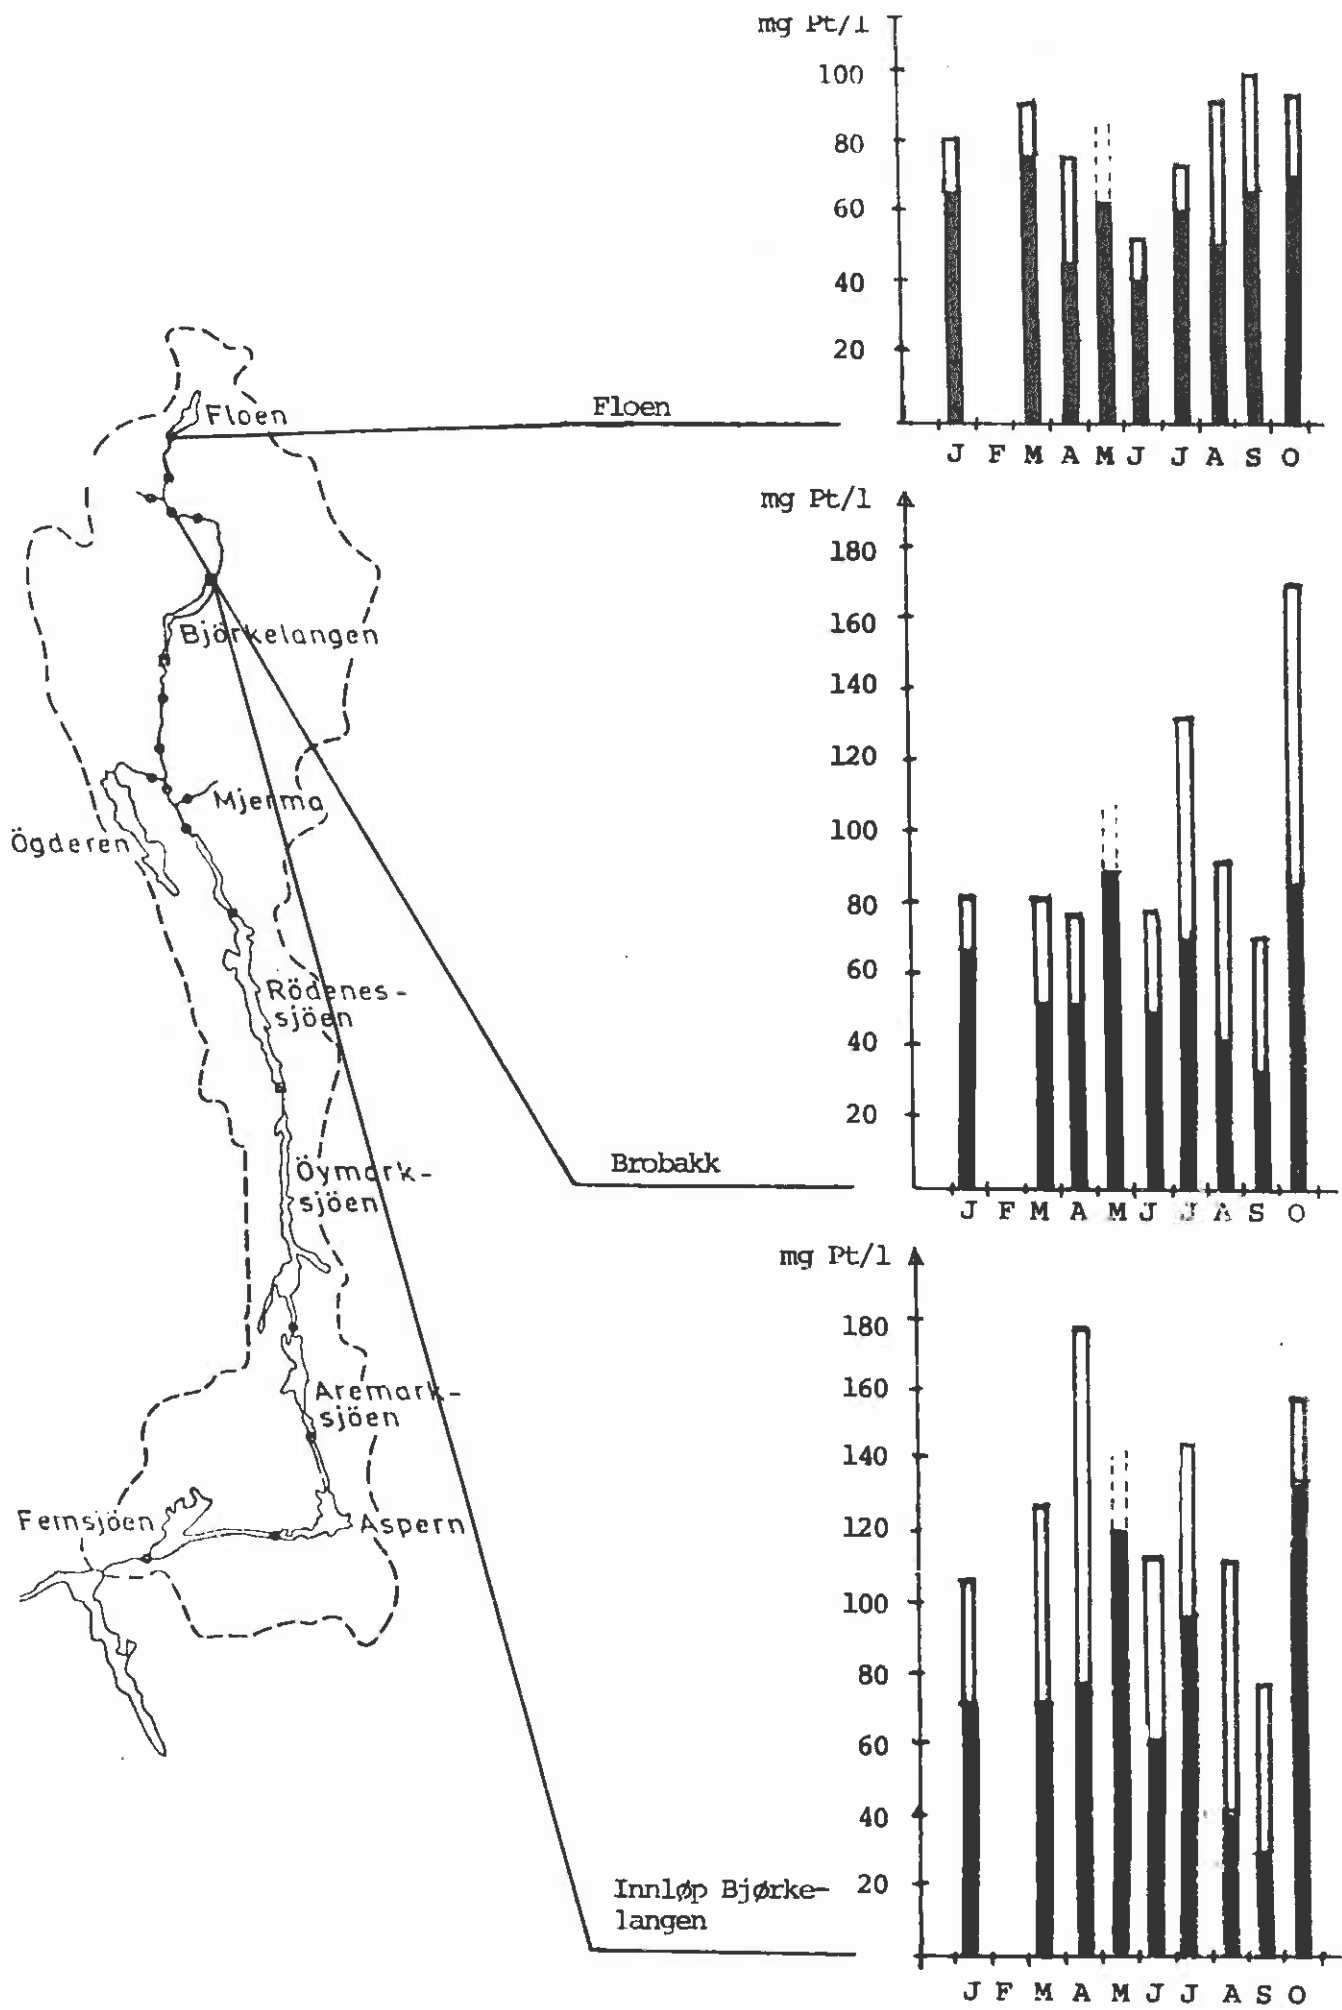 mg Pt/l
100
80
60
40
20
J F M A M J J A S O
Floen
mg Pt/l
180
160
140
120
100
80
60
40
20
J F M A M J J A S O
Brobakk
mg Pt/l
180
160
140
120
100
80
60
40
20
J F M A M J J A S O
Innløp Bjørke-
langen
Floen
Björkelangen
Mjerma
Ögderen
Rödenes-
sjöen
Öymark-
sjöen
Aremark-
sjöen
Femsjöen
Aspern